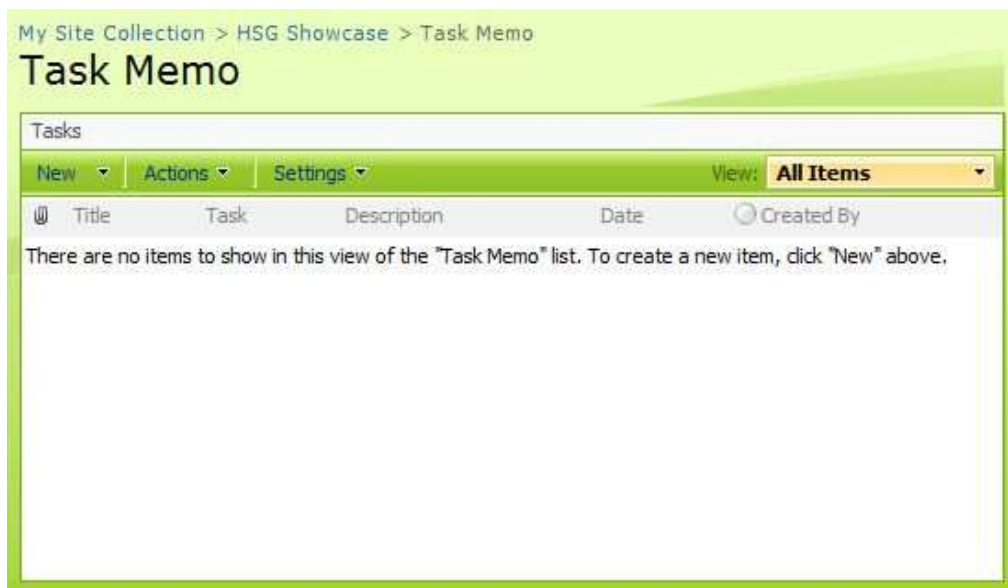 My Site Collection > HSG Showcase > Task Memo
Task Memo
Tasks
New Actions Settings View: All Items
Title Task Description Date Created By
There are no items to show in this view of the "Task Memo" list. To create a new item, click "New" above.